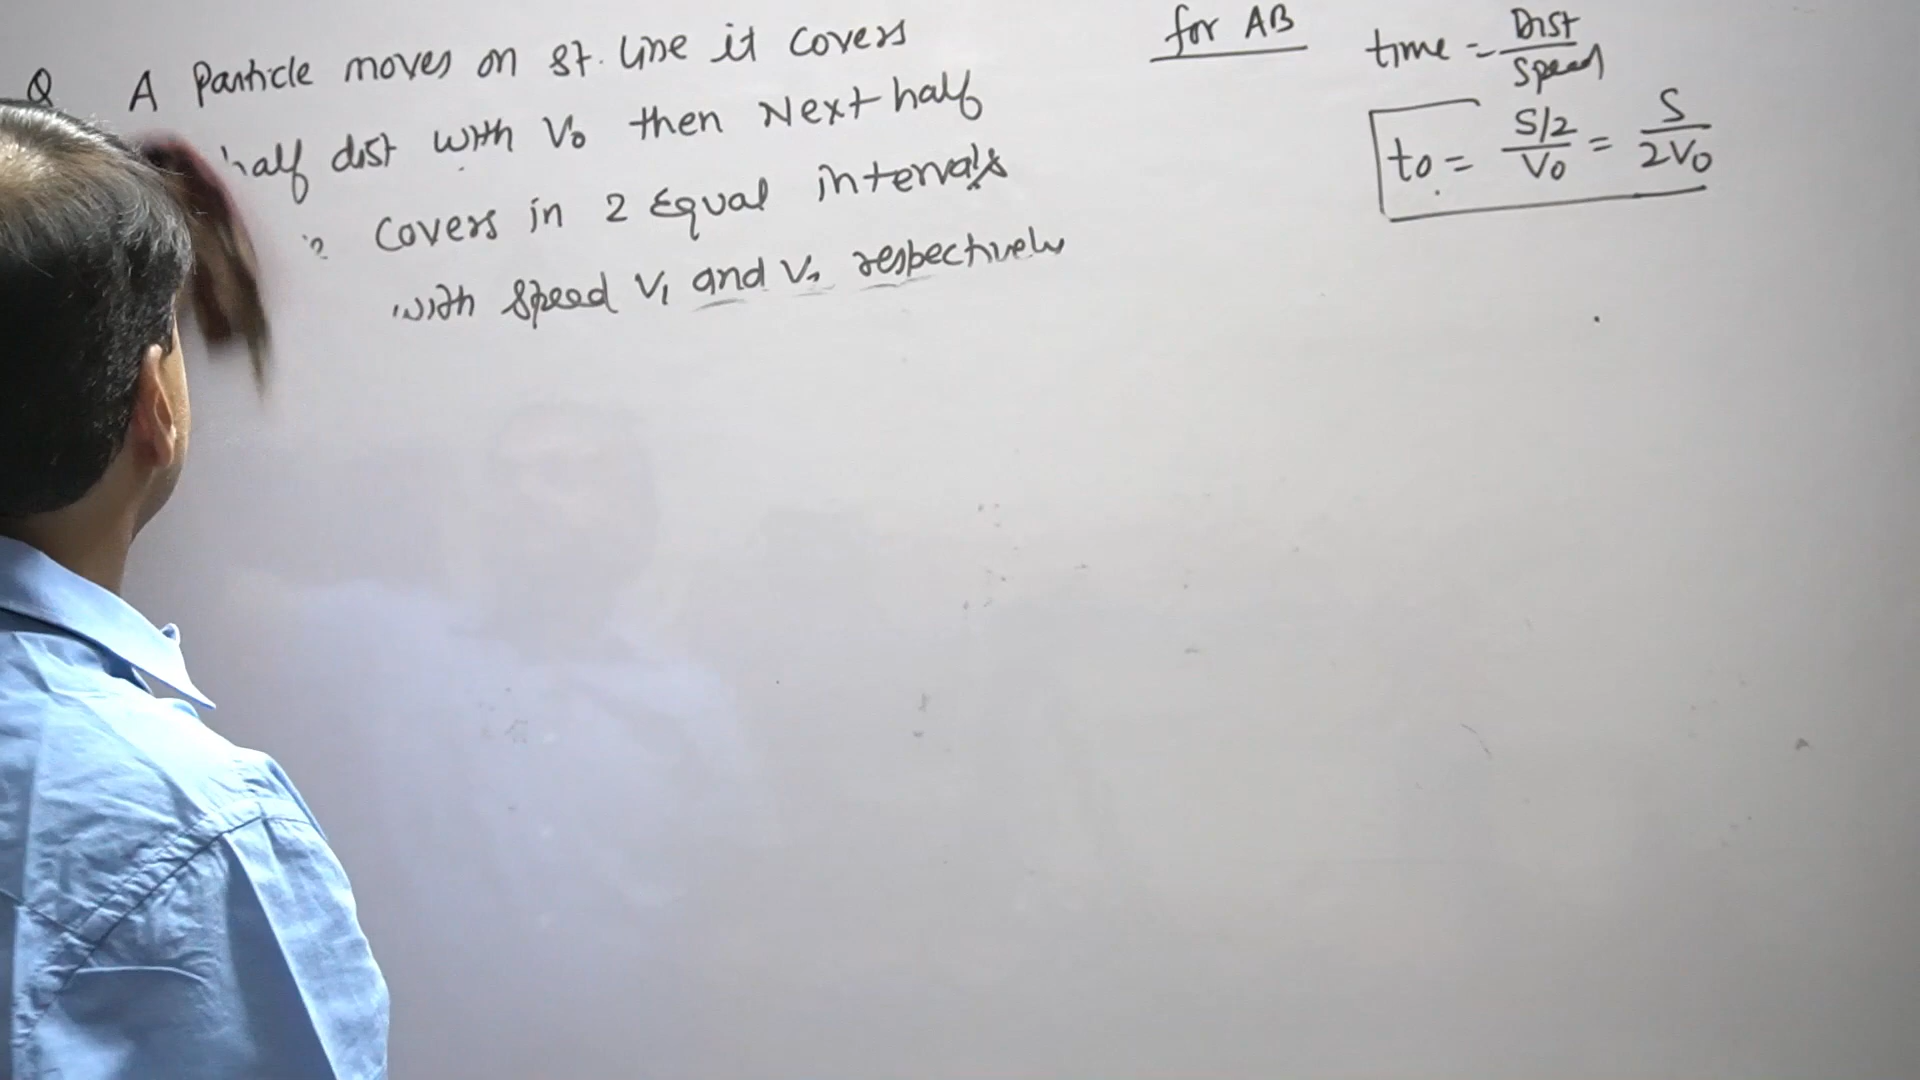 Q A Particle moves on st. line it covers
half dist with V0 then Next half
covers in 2 Equal intervals
with speed V1 and V2 respectively
for AB
time = Dist/Speed
t0 = S/2/V0 = S/2V0